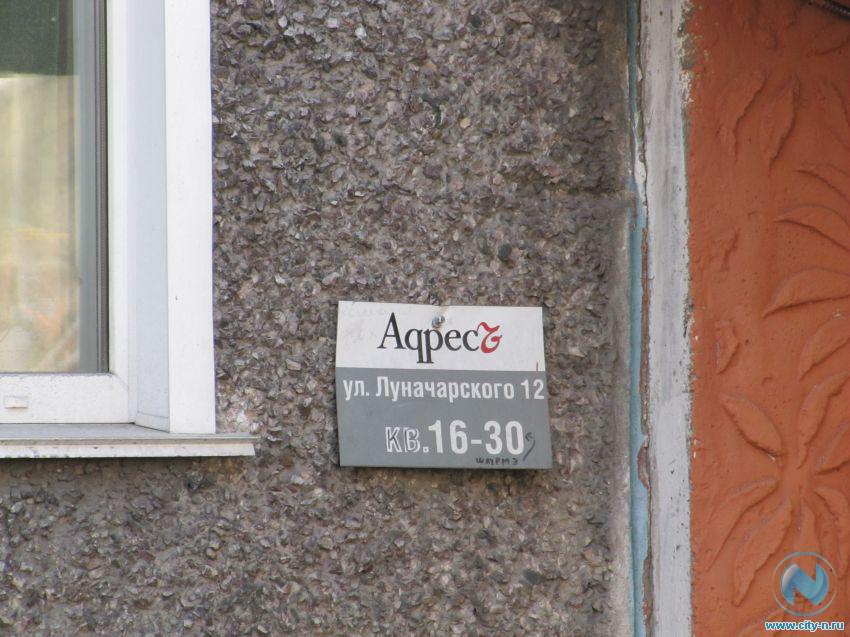 Адресъ
ул. Луначарского 12
кв. 16-30
www.city-n.ru